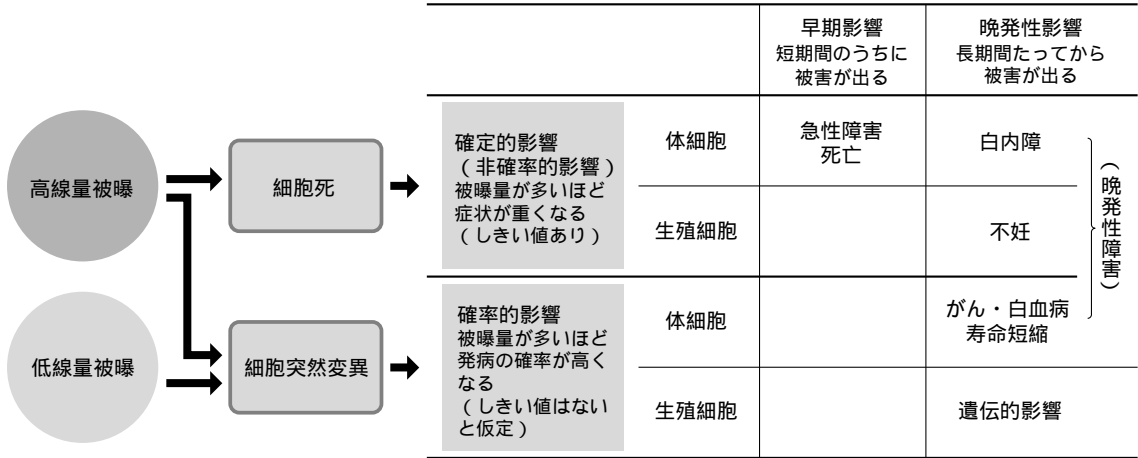 早期影響
短期間のうちに
被害が出る
晩発性影響
長期間たってから
被害が出る
高線量被曝
細胞死
確定的影響
(非確率的影響)
被曝量が多いほど
症状が重くなる
(しきい値あり)
体細胞
急性障害
死亡
白内障
生殖細胞
不妊
(晩発性障害)
低線量被曝
細胞突然変異
確率的影響
被曝量が多いほど
発病の確率が高く
なる
(しきい値はない
と仮定)
体細胞
がん・白血病
寿命短縮
生殖細胞
遺伝的影響